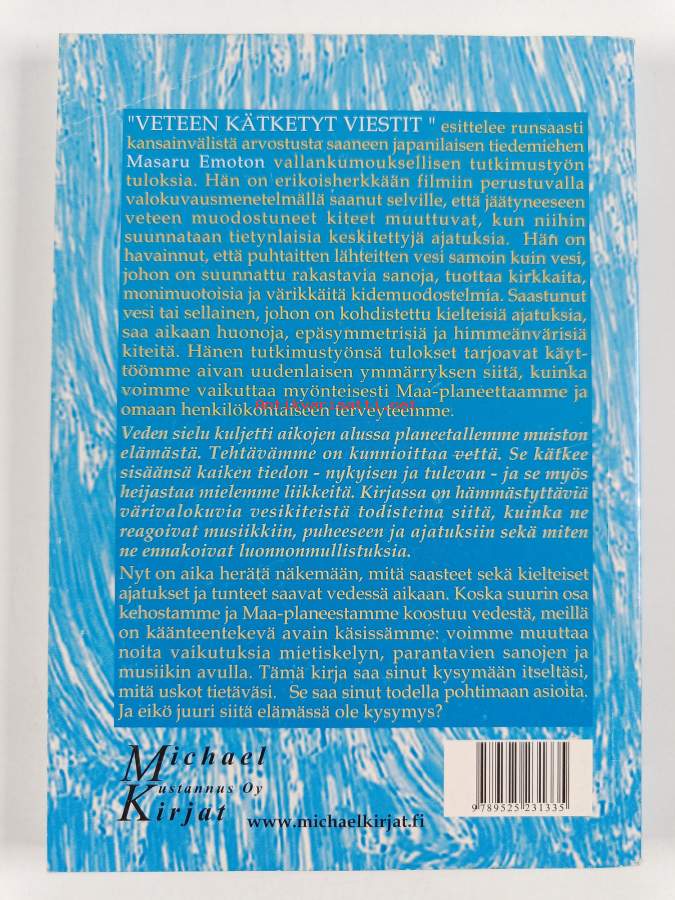 "VETEEN KÄTKETYT VIESTIT " esittelee runsaasti
kansainvälistä arvostusta saaneen japanilaisen tiedemiehen
Masaru Emoton vallankumouksellisen tutkimustyön
tuloksia. Hän on erikoisherkkään filmiin perustuvalla
valokuvausmenetelmällä saanut selville, että jäätyneeseen
veteen muodostuneet kiteet muuttuvat, kun niihin
suunnataan tietynlaisia keskitettyjä ajatuksia. Hän on
havainnut, että puhtaitten lähteitten vesi samoin kuin vesi,
johon on suunnattu rakastavia sanoja, tuottaa kirkkaita,
monimuotoisia ja värikkäitä kidemuodostelmia. Saastunut
vesi tai sellainen, johon on kohdistettu kielteisiä ajatuksia,
saa aikaan huonoja, epäsymmetrisiä ja himmeänvärisiä
kiteitä. Hänen tutkimustyönsä tulokset tarjoavat käyt-
töömme aivan uudenlaisen ymmärryksen siitä, kuinka
voimme vaikuttaa myönteisesti Maa-planeettaamme ja
omaan henkilökohtaiseen terveyteemme.
Antikvariaatti.net
Veden sielu kuljetti aikojen alussa planeetallemme muiston
elämästä. Tehtävämme on kunnioittaa vettä. Se kätkee
sisäänsä kaiken tiedon - nykyisen ja tulevan - ja se myös
heijastaa mielemme liikkeitä. Kirjassa on hämmästyttäviä
värivalokuvia vesikiteistä todisteina siitä, kuinka ne
reagoivat musiikkiin, puheeseen ja ajatuksiin sekä miten
ne ennakoivat luonnonmullistuksia.
Nyt on aika herätä näkemään, mitä saasteet sekä kielteiset
ajatukset ja tunteet saavat vedessä aikaan. Koska suurin osa
kehostamme ja Maa-planeestamme koostuu vedestä, meillä
on käänteentekevä avain käsissämme: voimme muuttaa
noita vaikutuksia mietiskelyn, parantavien sanojen ja
musiikin avulla. Tämä kirja saa sinut kysymään itseltäsi,
mitä uskot tietäväsi. Se saa sinut todella pohtimaan asioita.
Ja eikö juuri siitä elämässä ole kysymys?
Michael
Kustannus Oy
Kirjat
www.michaelkirjat.fi
9 789525 231335